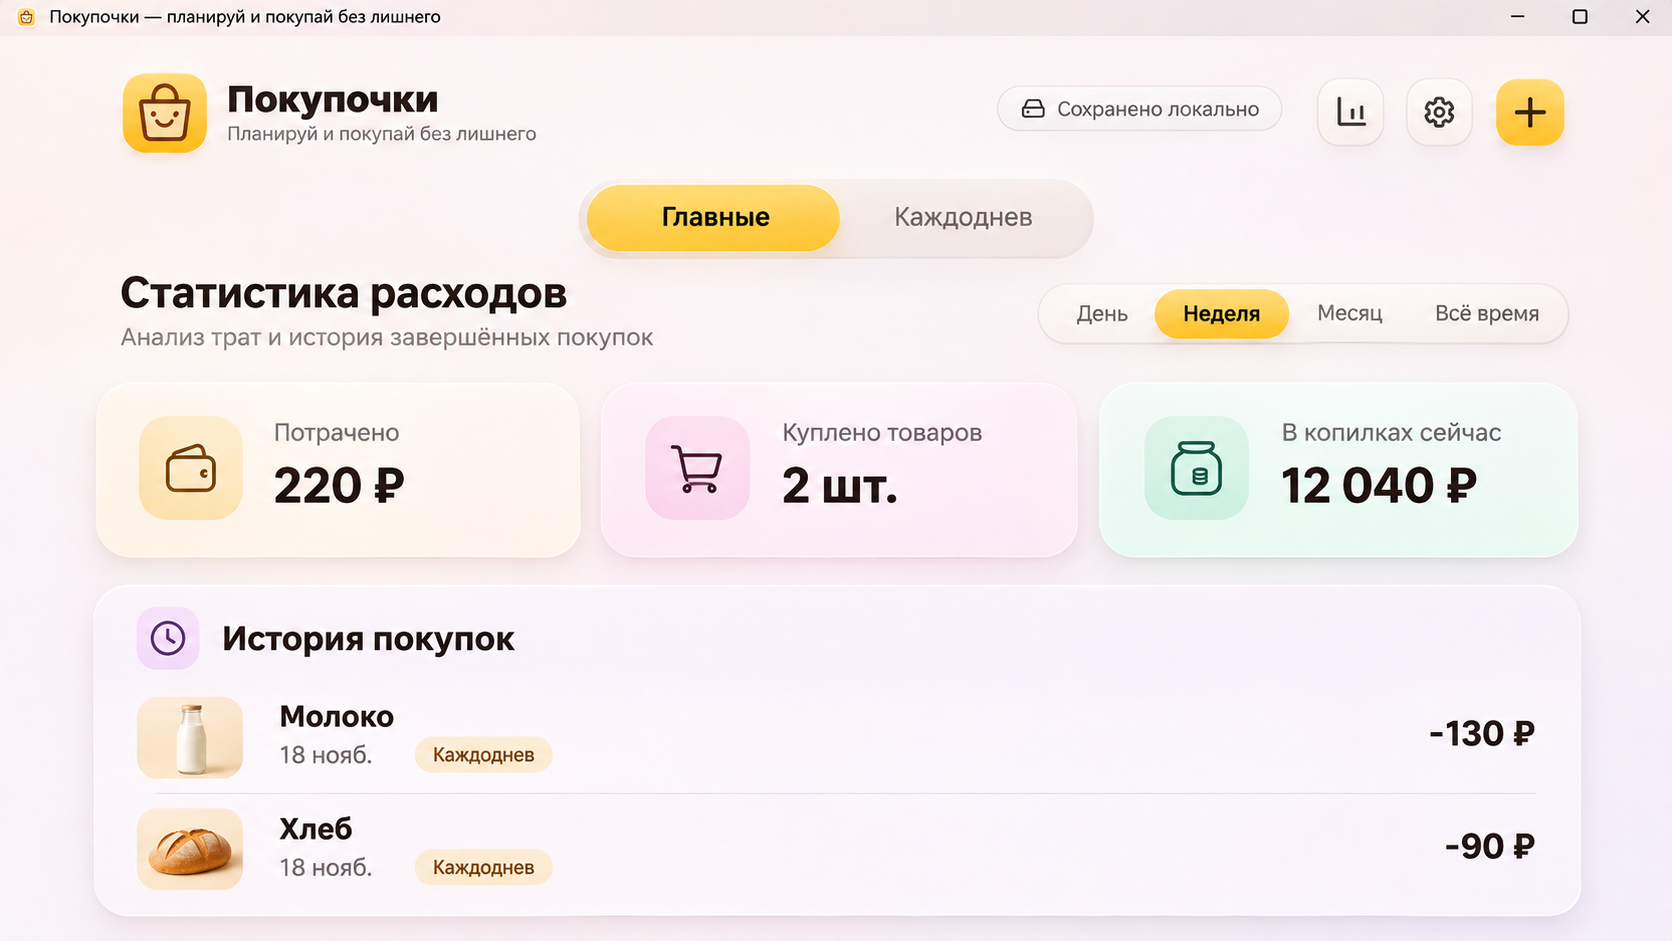 Покупочки — планируй и покупай без лишнего
Покупочки
Планируй и покупай без лишнего
Сохранено локально
Главные
Каждоднев
Статистика расходов
Анализ трат и история завершённых покупок
День
Неделя
Месяц
Всё время
Потрачено
220 ₽
Куплено товаров
2 шт.
В копилках сейчас
12 040 ₽
История покупок
Молоко
18 нояб.
Каждоднев
-130 ₽
Хлеб
18 нояб.
Каждоднев
-90 ₽